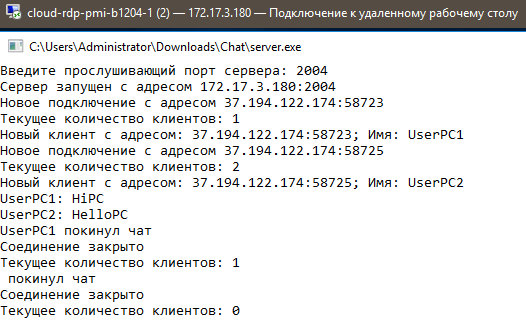 cloud-rdp-pmi-b1204-1 (2) — 172.17.3.180 — Подключение к удаленному рабочему столу
C:\Users\Administrator\Downloads\Chat\server.exe
Введите прослушивающий порт сервера: 2004
Сервер запущен с адресом 172.17.3.180:2004
Новое подключение с адресом 37.194.122.174:58723
Текущее количество клиентов: 1
Новый клиент с адресом: 37.194.122.174:58723; Имя: UserPC1
Новое подключение с адресом 37.194.122.174:58725
Текущее количество клиентов: 2
Новый клиент с адресом: 37.194.122.174:58725; Имя: UserPC2
UserPC1: HiPC
UserPC2: HelloPC
UserPC1 покинул чат
Соединение закрыто
Текущее количество клиентов: 1
 покинул чат
Соединение закрыто
Текущее количество клиентов: 0